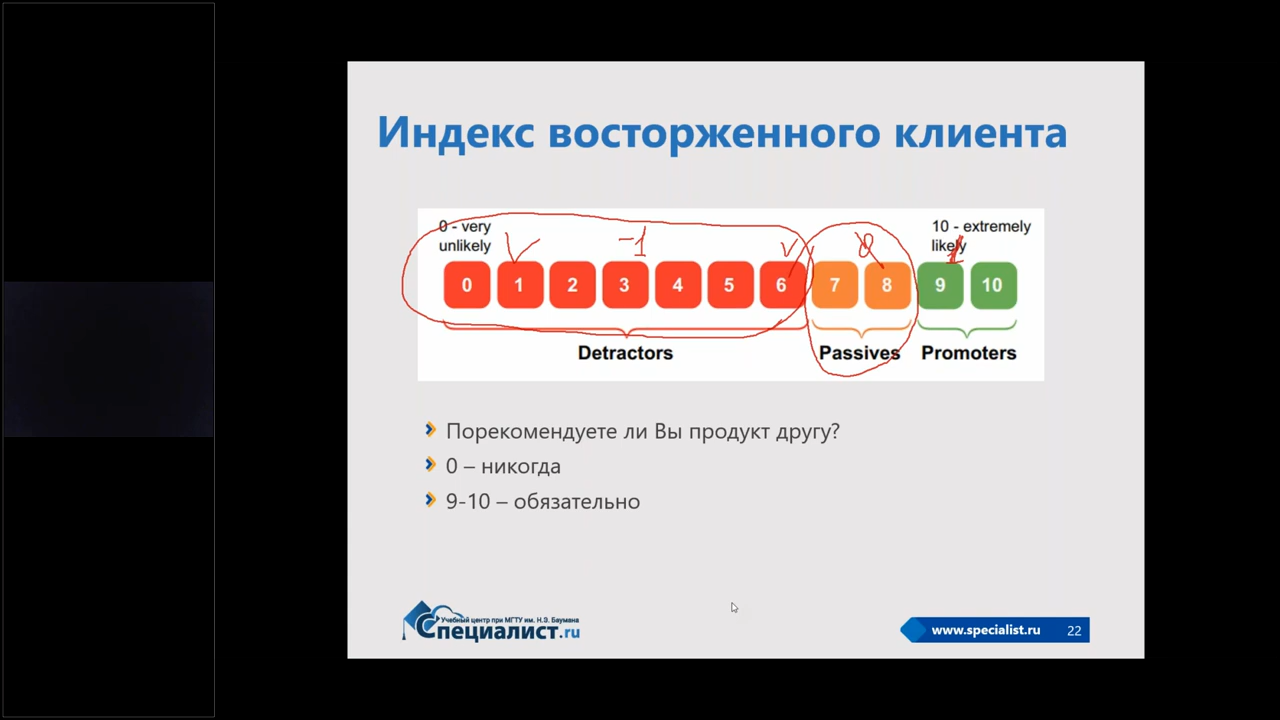 Индекс восторженного клиента
0 - very
unlikely
10 - extremely
likely
-1
0
1
0 1 2 3 4 5 6 7 8 9 10
Detractors Passives Promoters
Порекомендуете ли Вы продукт другу?
0 – никогда
9-10 – обязательно
Учебный центр при МГТУ им. Н.Э. Баумана
Специалист.ru
www.specialist.ru 22